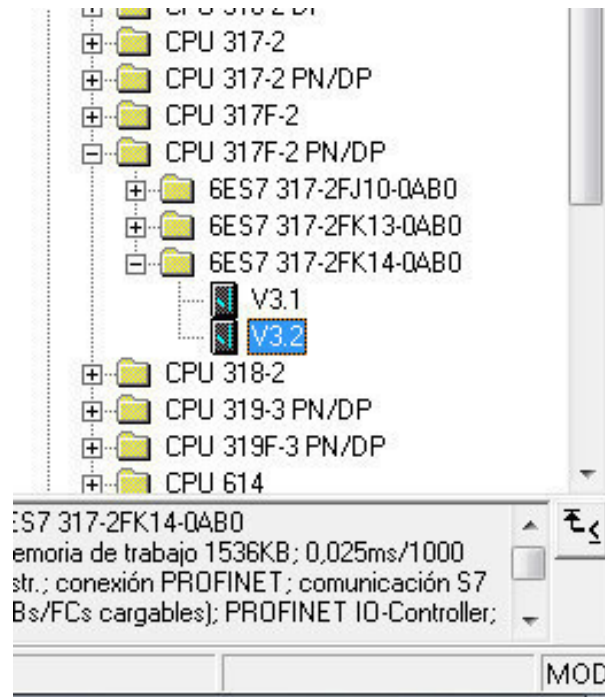 CPU 317-2
CPU 317-2 PN/DP
CPU 317F-2
CPU 317F-2 PN/DP
6ES7 317-2FJ10-0AB0
6ES7 317-2FK13-0AB0
6ES7 317-2FK14-0AB0
V3.1
V3.2
CPU 318-2
CPU 319-3 PN/DP
CPU 319F-3 PN/DP
CPU 614
ES7 317-2FK14-0AB0
emoria de trabajo 1536KB; 0,025ms/1000
str.; conexión PROFINET; comunicación S7
Bs/FCs cargables); PROFINET IO-Controller;
MOD